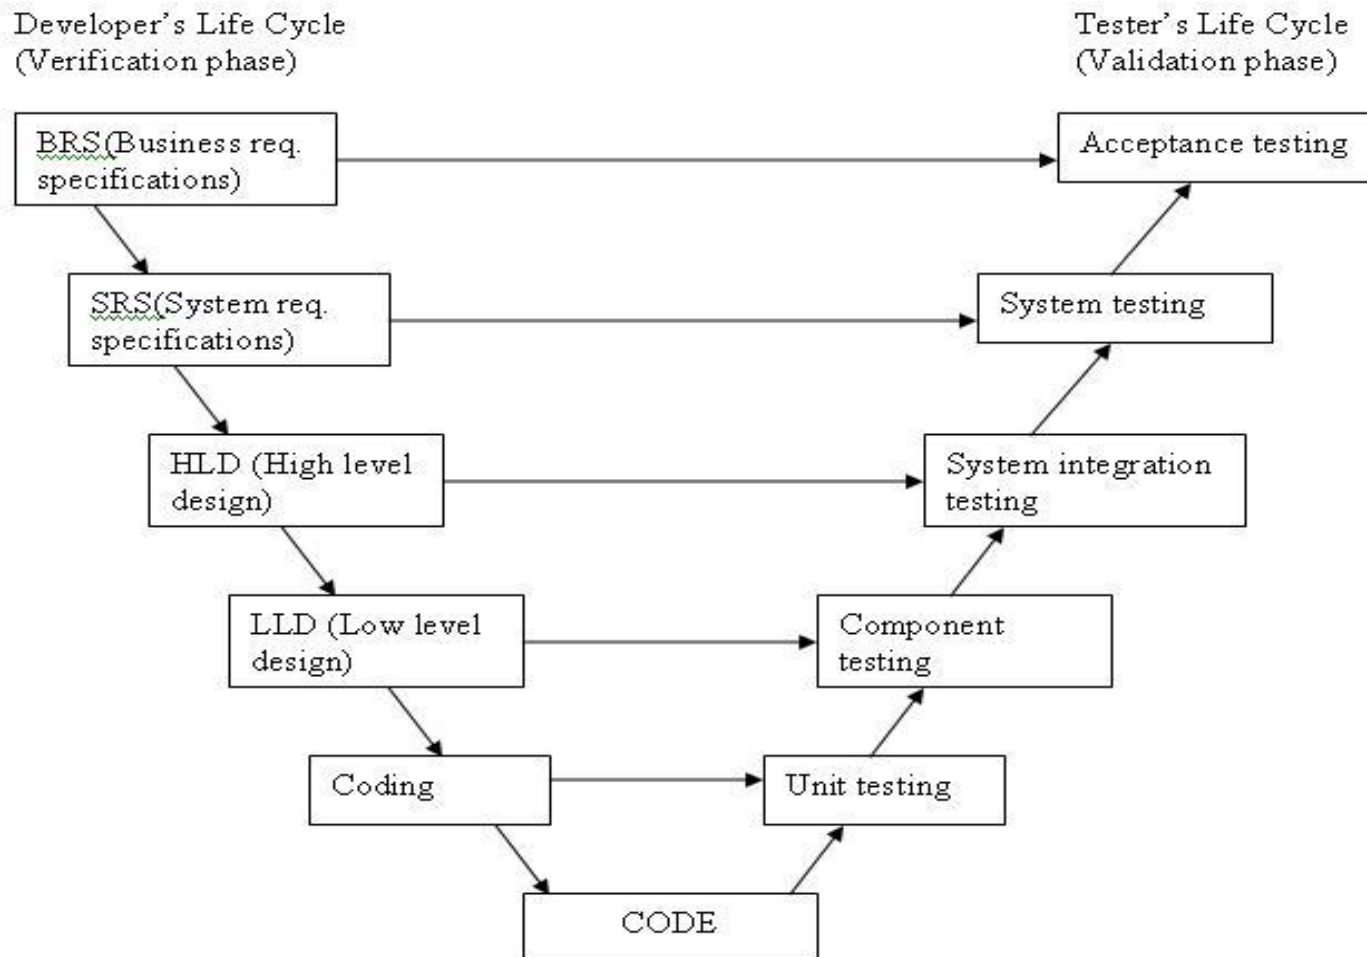 Developer's Life Cycle
(Verification phase)
Tester's Life Cycle
(Validation phase)
BRS(Business req.
specifications)
Acceptance testing
SRS(System req.
specifications)
System testing
HLD (High level
design)
System integration
testing
LLD (Low level
design)
Component
testing
Coding
Unit testing
CODE